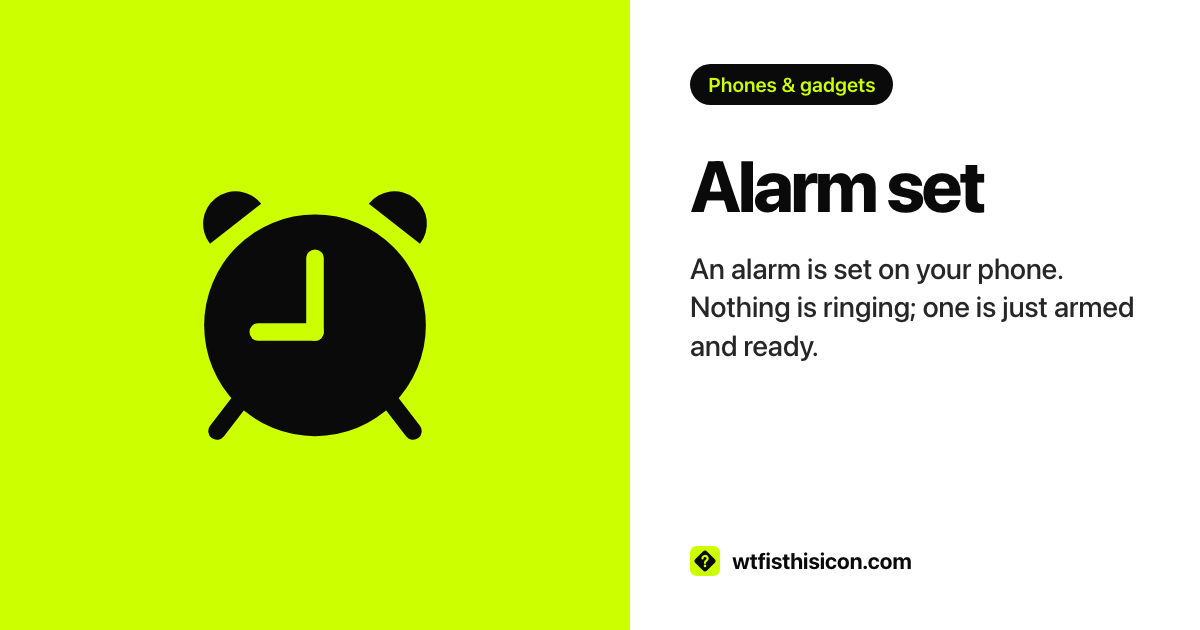 Phones & gadgets
Alarm set
An alarm is set on your phone.
Nothing is ringing; one is just armed
and ready.
?
wtfisthisicon.com